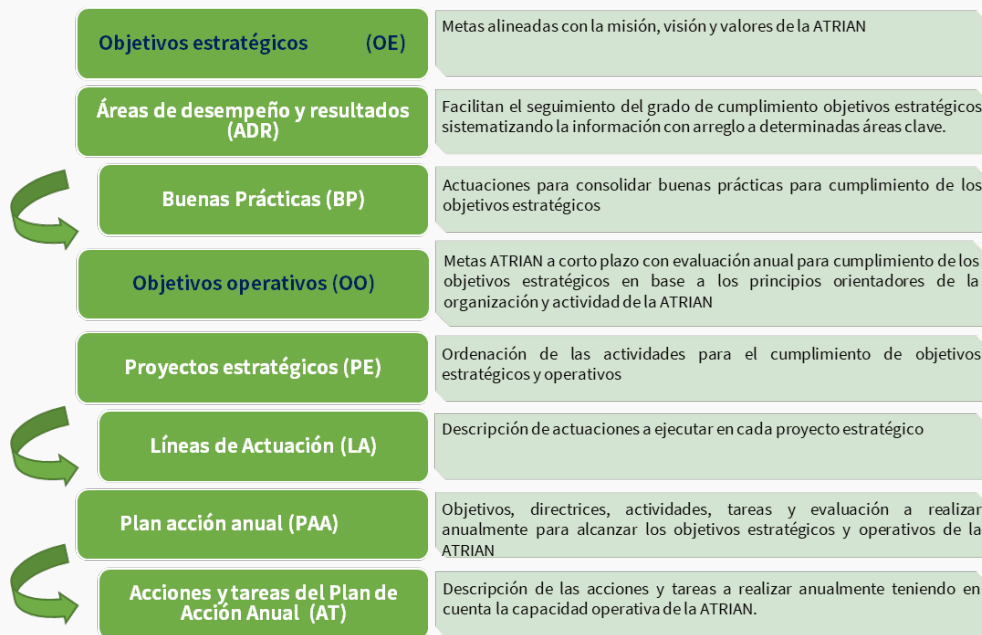 Objetivos estratégicos (OE)
Metas alineadas con la misión, visión y valores de la ATRIAN
Áreas de desempeño y resultados
(ADR)
Facilitan el seguimiento del grado de cumplimiento objetivos estratégicos
sistematizando la información con arreglo a determinadas áreas clave.
Buenas Prácticas (BP)
Actuaciones para consolidar buenas prácticas para cumplimiento de los
objetivos estratégicos
Objetivos operativos (OO)
Metas ATRIAN a corto plazo con evaluación anual para cumplimiento de los
objetivos estratégicos en base a los principios orientadores de la
organización y actividad de la ATRIAN
Proyectos estratégicos (PE)
Ordenación de las actividades para el cumplimiento de objetivos
estratégicos y operativos
Líneas de Actuación (LA)
Descripción de actuaciones a ejecutar en cada proyecto estratégico
Plan acción anual (PAA)
Objetivos, directrices, actividades, tareas y evaluación a realizar
anualmente para alcanzar los objetivos estratégicos y operativos de la
ATRIAN
Acciones y tareas del Plan de
Acción Anual (AT)
Descripción de las acciones y tareas a realizar anualmente teniendo en
cuenta la capacidad operativa de la ATRIAN.